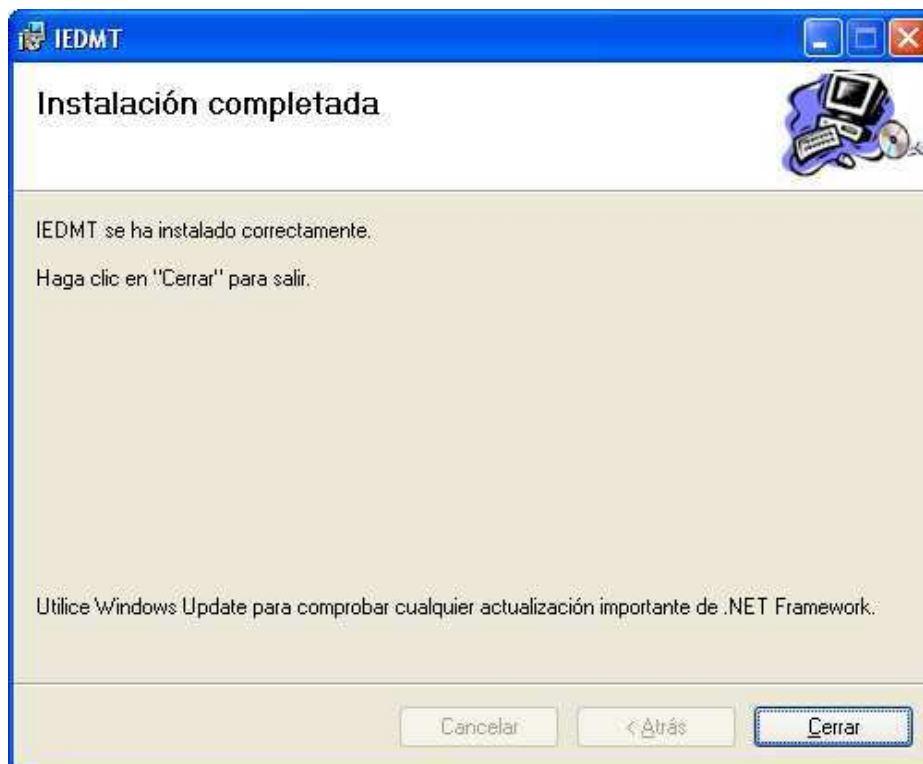 IEDMT
Instalación completada
IEDMT se ha instalado correctamente.
Haga clic en "Cerrar" para salir.
Utilice Windows Update para comprobar cualquier actualización importante de .NET Framework.
Cancelar
< Atrás
Cerrar